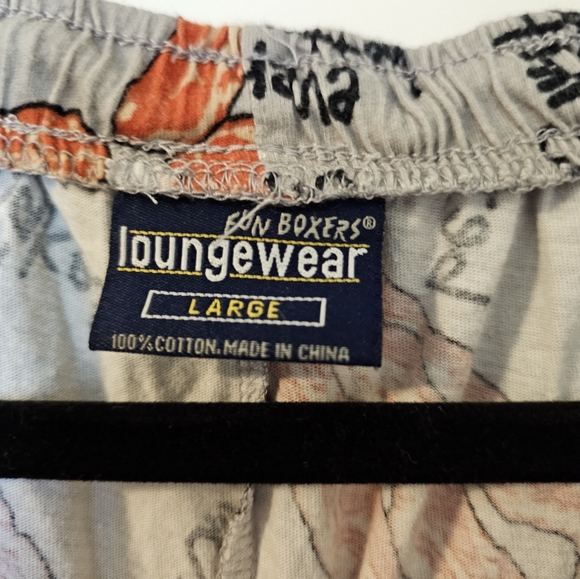 FUN BOXERS®
loungewear
LARGE
100% COTTON. MADE IN CHINA